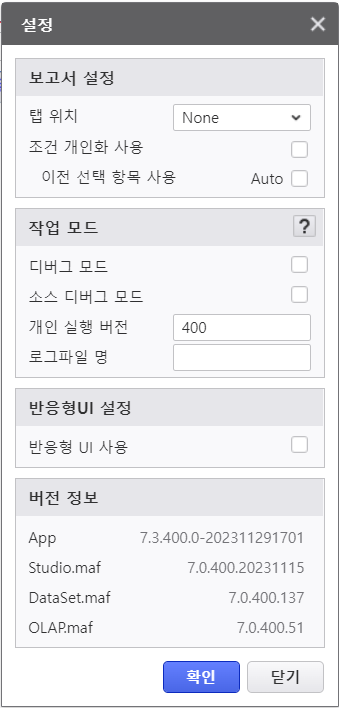 설정
보고서 설정
탭 위치 None
조건 개인화 사용
이전 선택 항목 사용 Auto
작업 모드 ?
디버그 모드
소스 디버그 모드
개인 실행 버전 400
로그파일 명
반응형UI 설정
반응형 UI 사용
버전 정보
App 7.3.400.0-202311291701
Studio.maf 7.0.400.20231115
DataSet.maf 7.0.400.137
OLAP.maf 7.0.400.51
확인 닫기